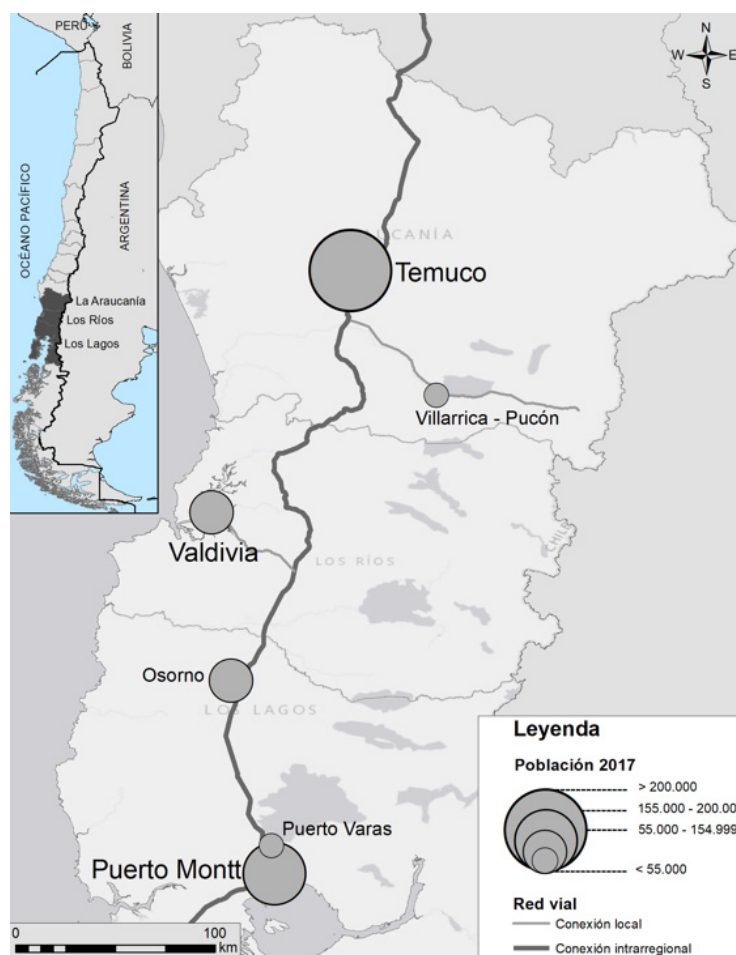 PERÚ
BOLIVIA
OCÉANO PACÍFICO
ARGENTINA
La Araucanía
Los Ríos
Los Lagos
N
W E
S
UCANÍA
Temuco
Villarrica - Pucón
Valdivia
LOS RÍOS
CHILE
Osorno
LOS LAGOS
Puerto Varas
Puerto Montt
0 100
km
Leyenda
Población 2017
> 200.000
155.000 - 200.00
55.000 - 154.999
< 55.000
Red vial
Conexión local
Conexión intrarregional